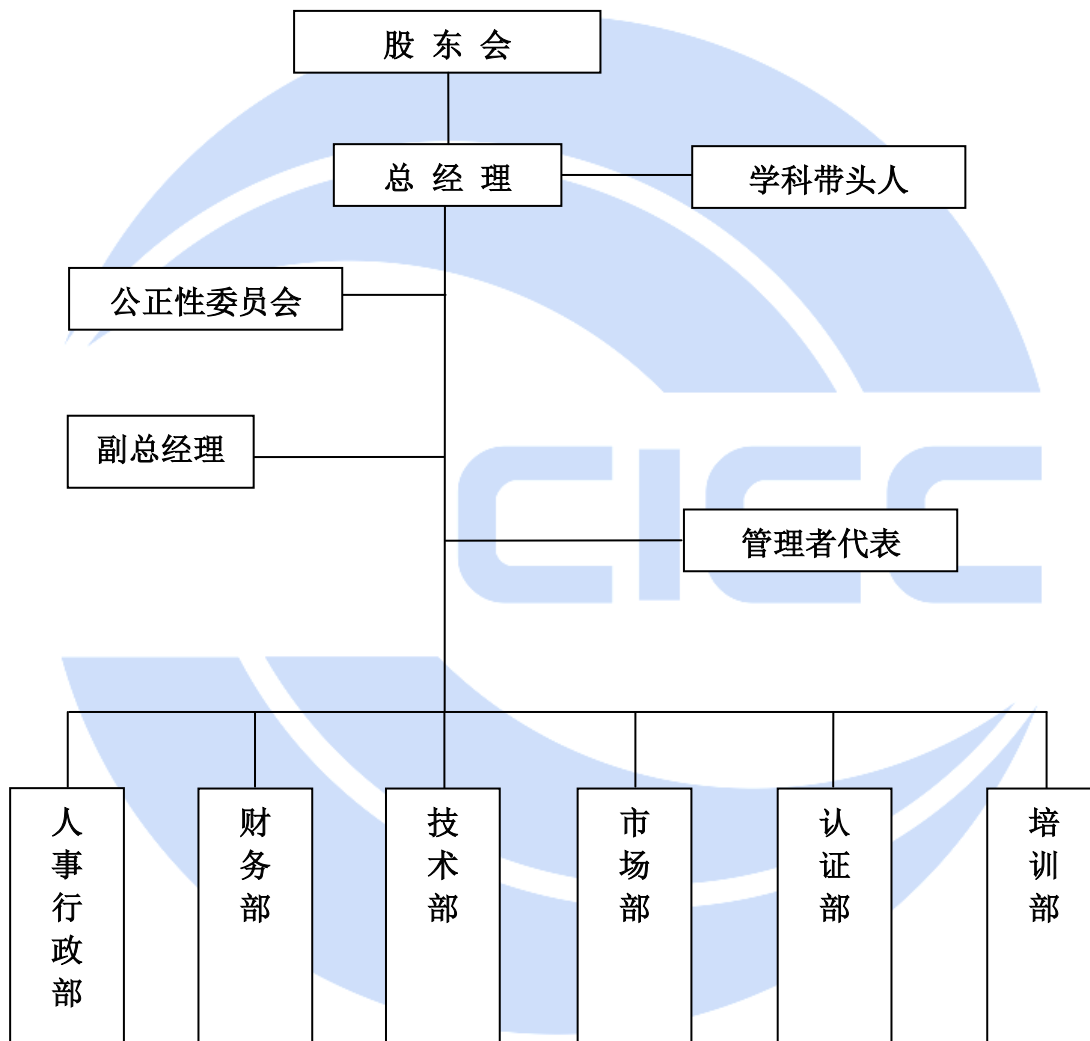 股 东 会
总 经 理
学科带头人
公正性委员会
副总经理
CICC
管理者代表
人事行政部
财务部
技术部
市场部
认证部
培训部